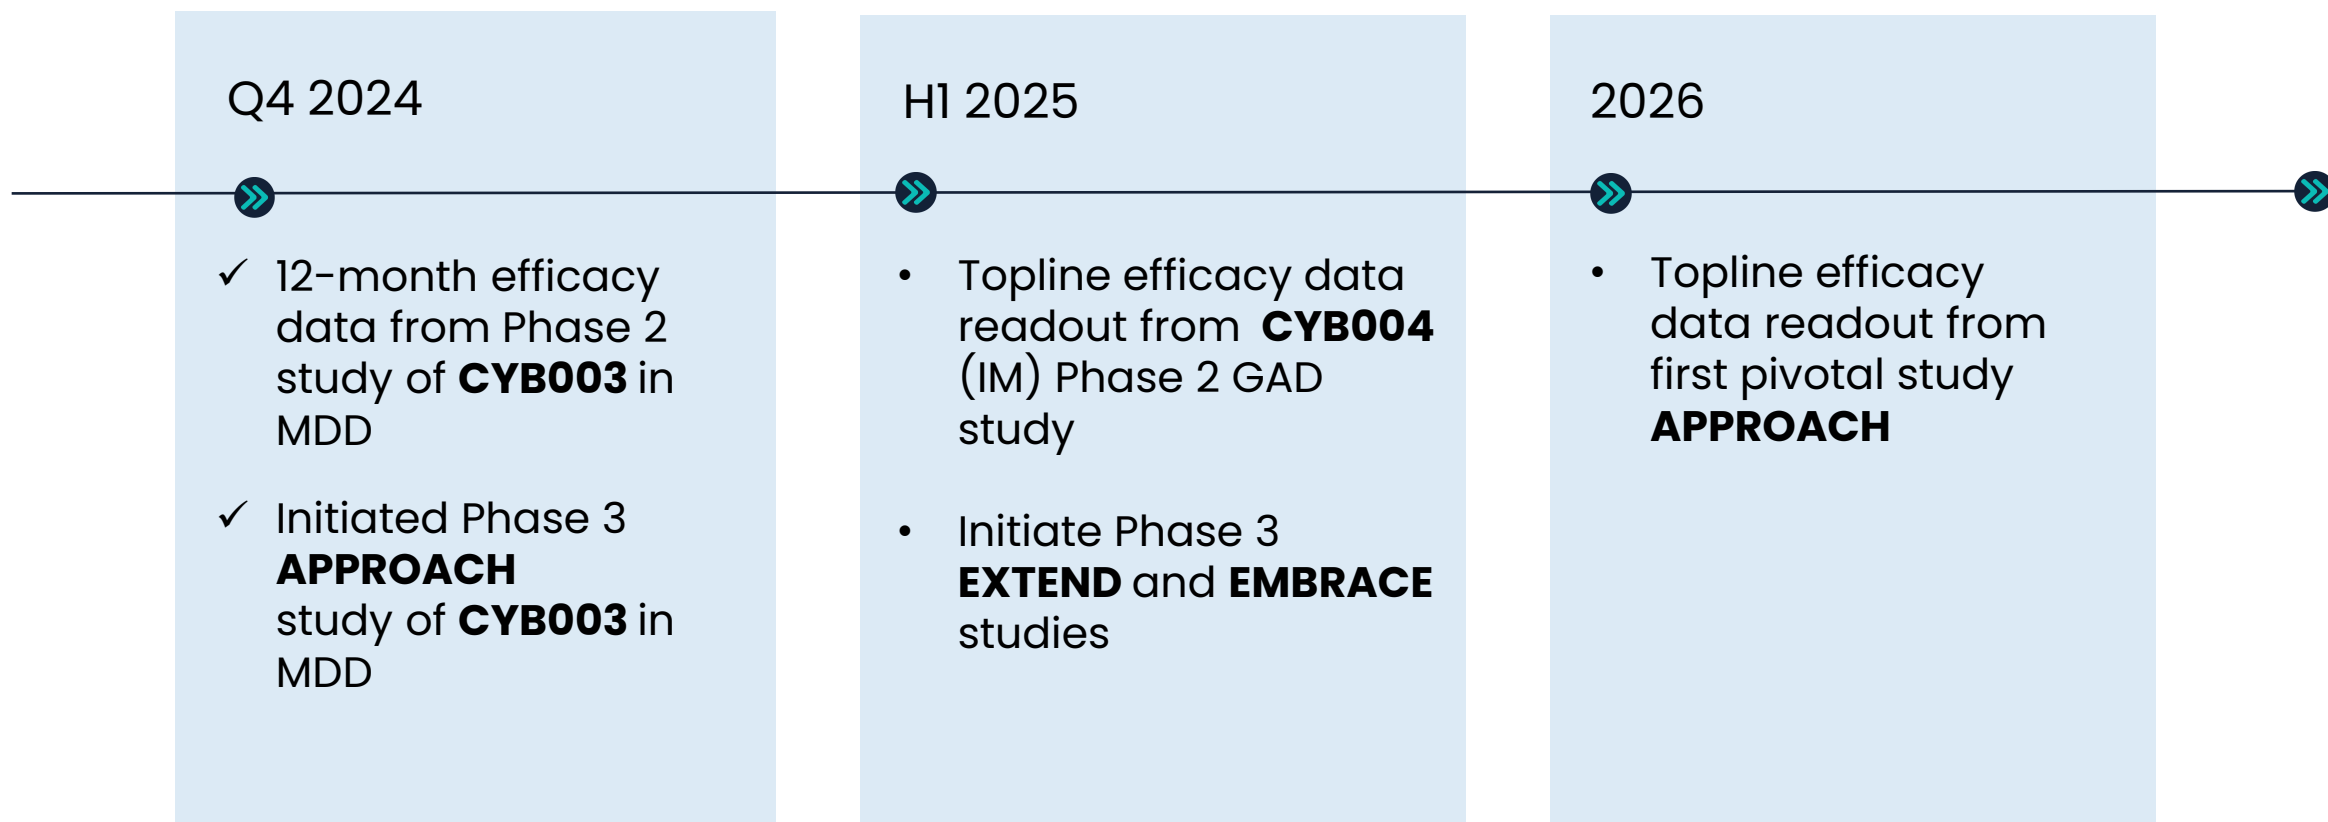 Q4 2024
✓ 12-month efficacy
data from Phase 2
study of CYB003 in
MDD
✓ Initiated Phase 3
APPROACH
study of CYB003 in
MDD
H1 2025
• Topline efficacy data
readout from CYB004
(IM) Phase 2 GAD
study
• Initiate Phase 3
EXTEND and EMBRACE
studies
2026
• Topline efficacy
data readout from
first pivotal study
APPROACH